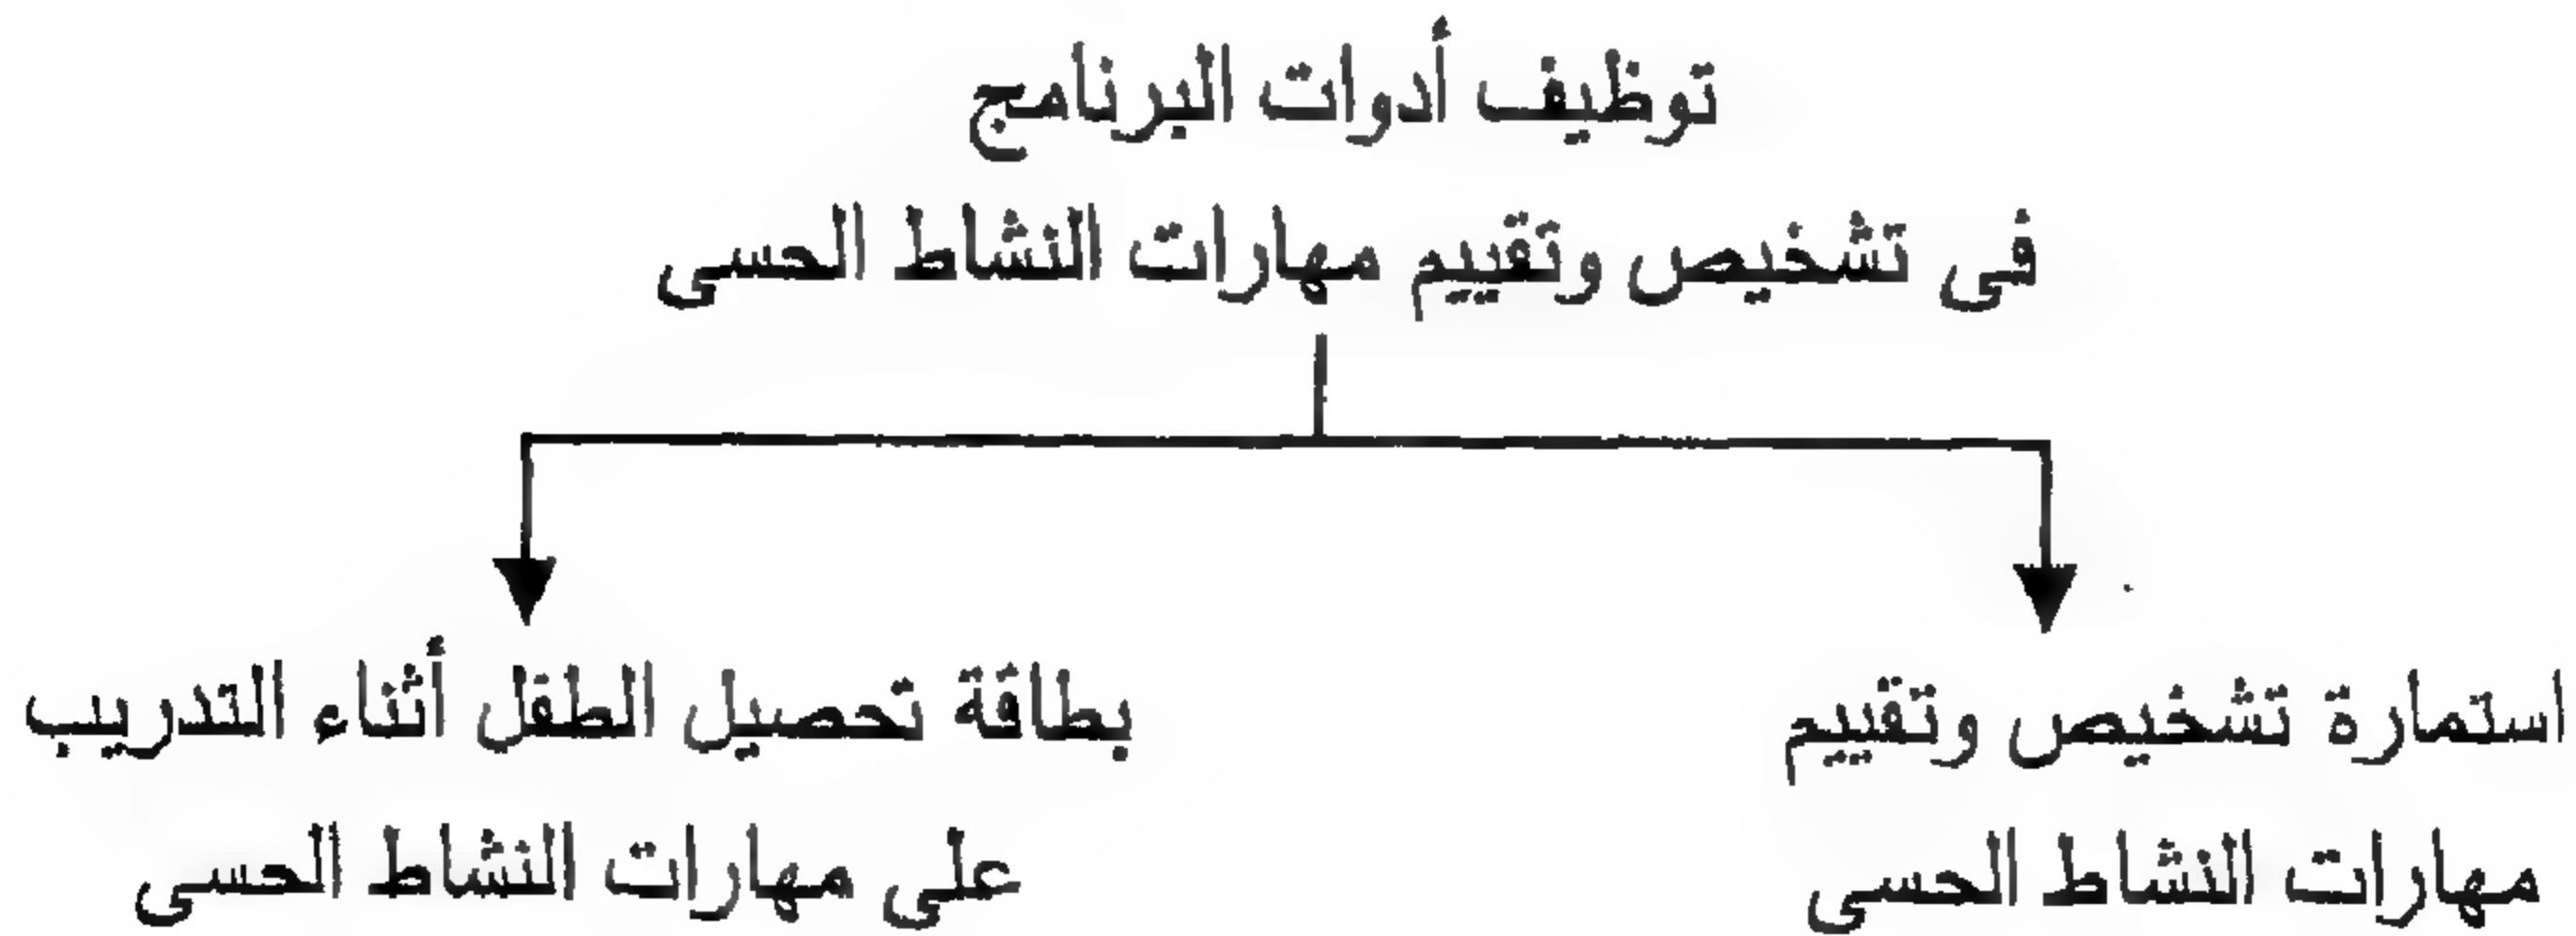 توظيف أدوات البرنامج
فى تشخيص وتقييم مهارات النشاط الحسى
استمارة تشخيص وتقييم
مهارات النشاط الحسى
بطاقة تحصيل الطفل أثناء التدريب
على مهارات النشاط الحسى